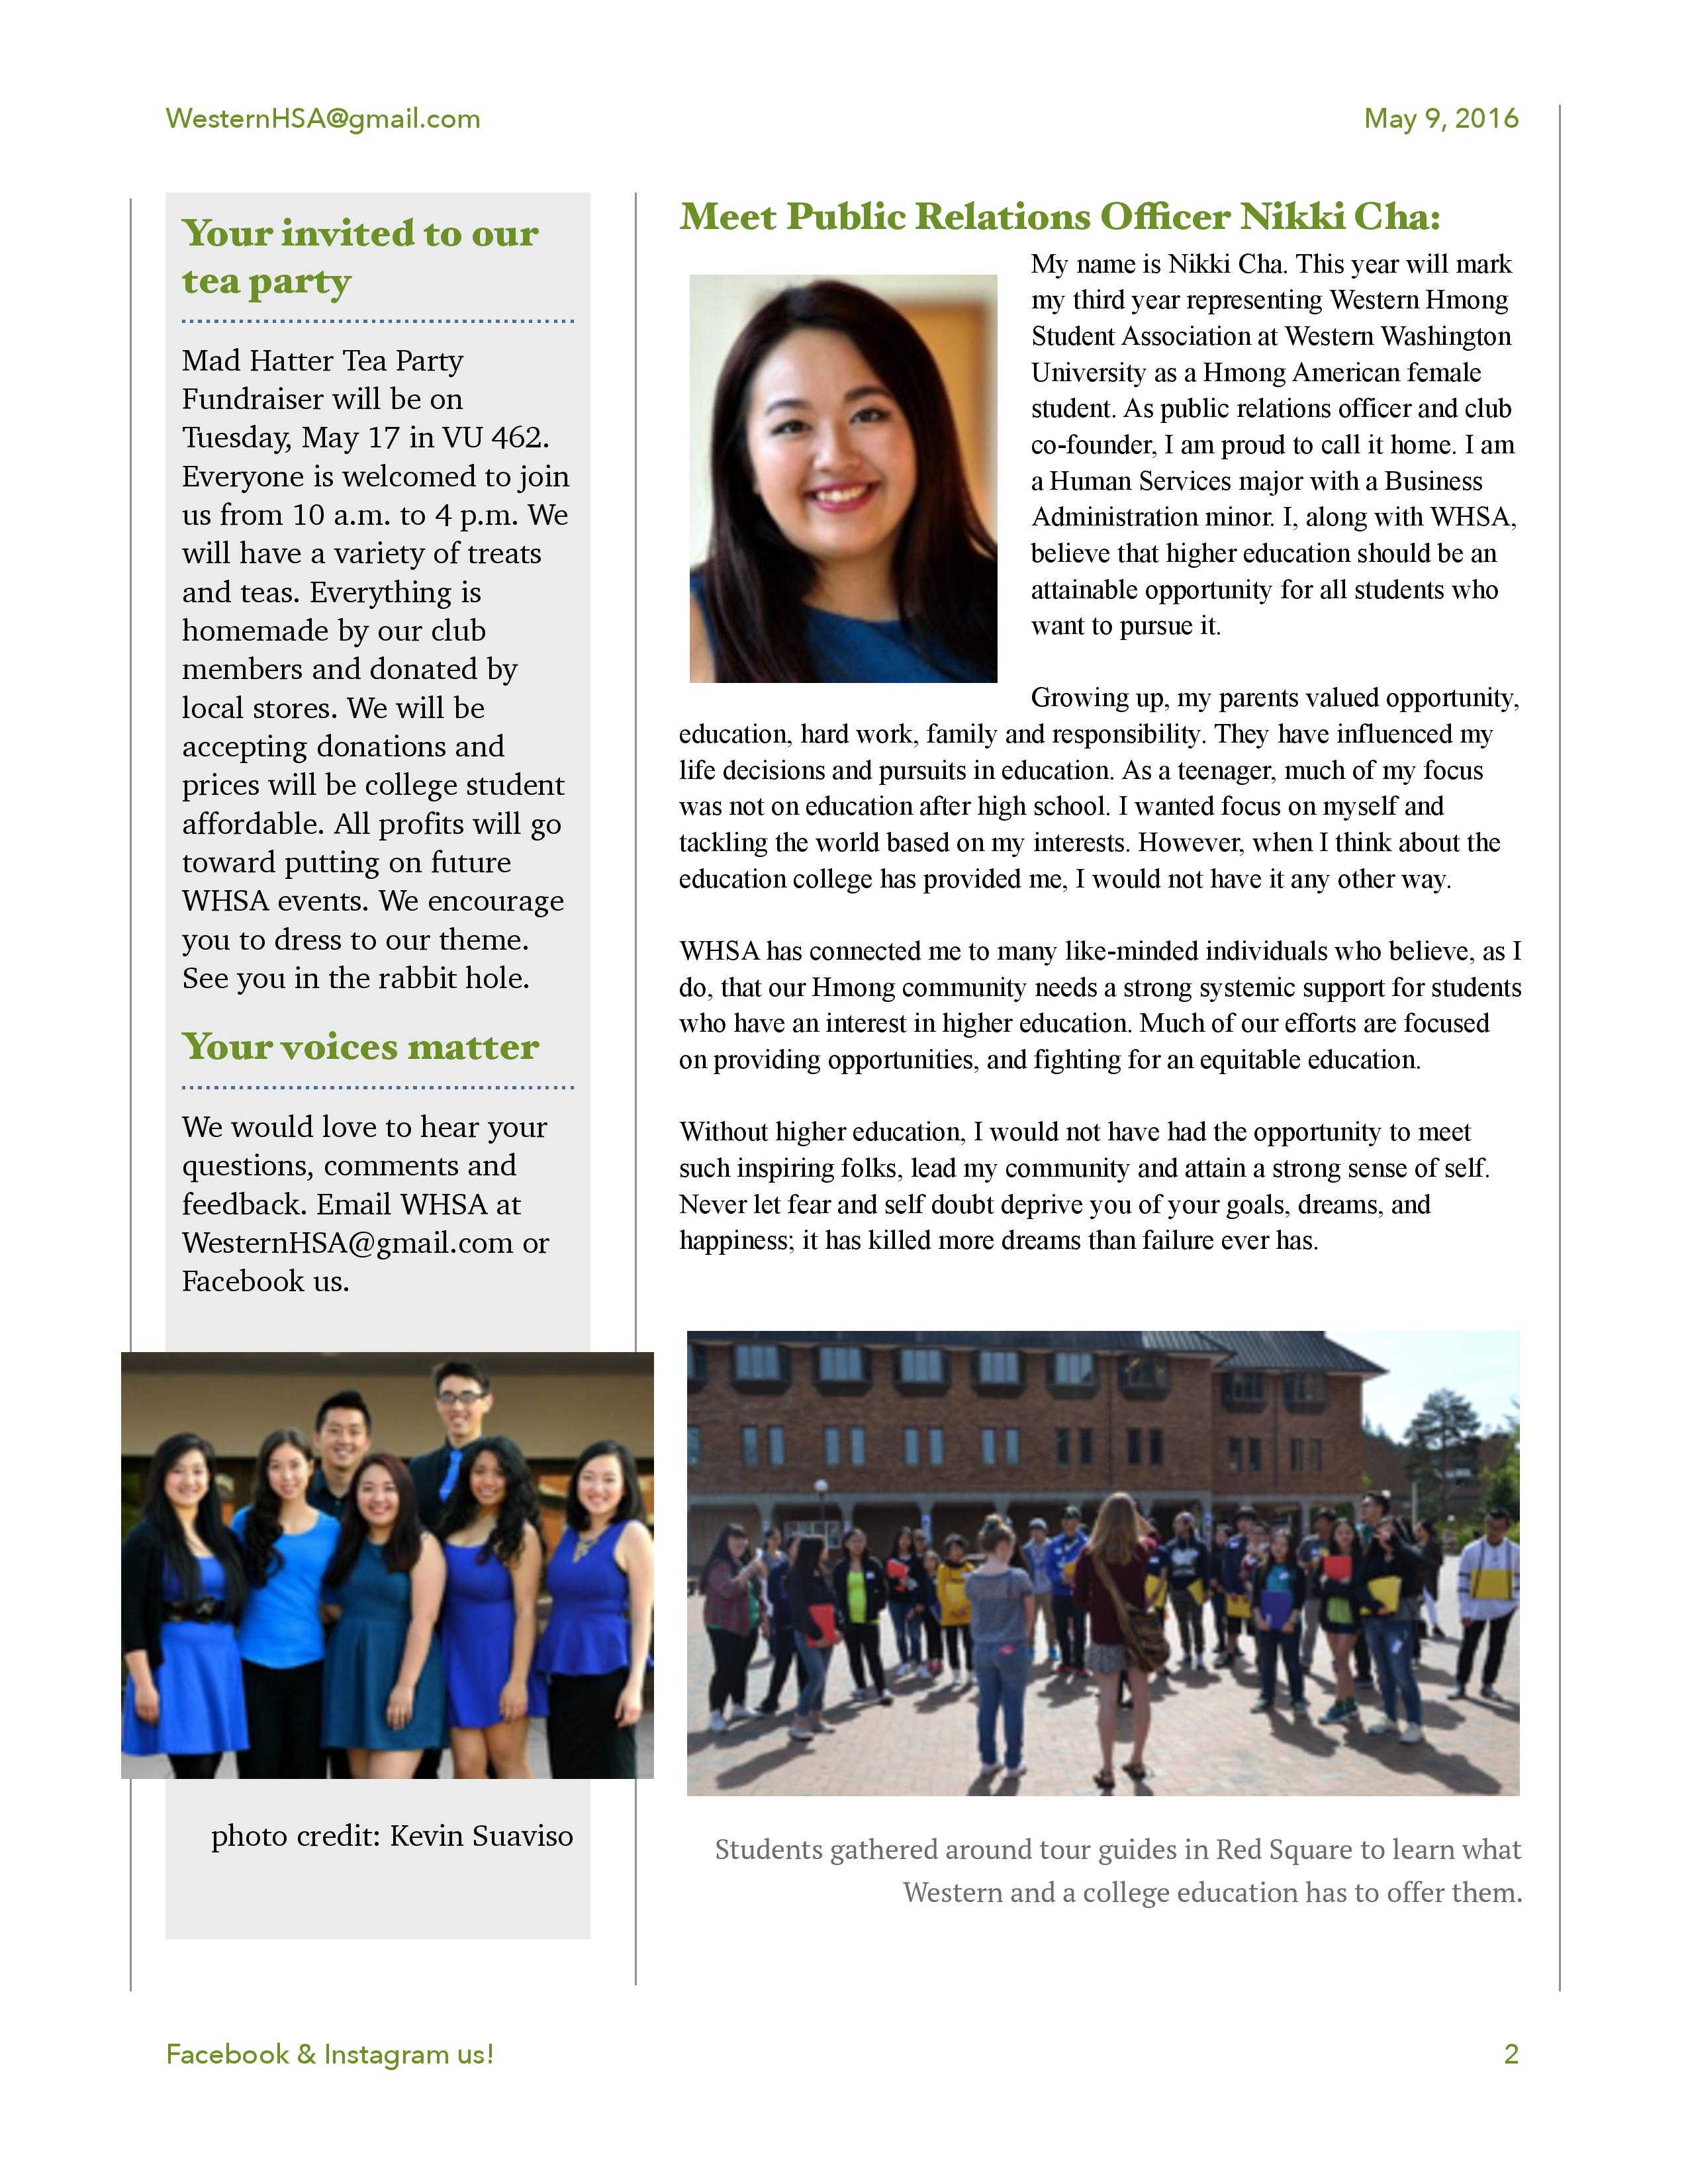 WesternHSA@gmail.com
May 9, 2016
Your invited to our
tea party
Mad Hatter Tea Party
Fundraiser will be on
Tuesday, May 17 in VU 462.
Everyone is welcomed to join
us from 10 a.m. to 4 p.m. We
will have a variety of treats
and teas. Everything is
homemade by our club
members and donated by
local stores. We will be
accepting donations and
prices will be college student
affordable. All profits will go
toward putting on future
WHSA events. We encourage
you to dress to our theme.
See you in the rabbit hole.
Your voices matter
We would love to hear your
questions, comments and
feedback. Email WHSA at
WesternHSA@gmail.com or
Facebook us.
photo credit: Kevin Suaviso
Meet Public Relations Officer Nikki Cha:
My name is Nikki Cha. This year will mark
my third year representing Western Hmong
Student Association at Western Washington
University as a Hmong American female
student. As public relations officer and club
co-founder, I am proud to call it home. I am
a Human Services major with a Business
Administration minor. I, along with WHSA,
believe that higher education should be an
attainable opportunity for all students who
want to pursue it.
Growing up, my parents valued opportunity,
education, hard work, family and responsibility. They have influenced my
life decisions and pursuits in education. As a teenager, much of my focus
was not on education after high school. I wanted focus on myself and
tackling the world based on my interests. However, when I think about the
education college has provided me, I would not have it any other way.
WHSA has connected me to many like-minded individuals who believe, as I
do, that our Hmong community needs a strong systemic support for students
who have an interest in higher education. Much of our efforts are focused
on providing opportunities, and fighting for an equitable education.
Without higher education, I would not have had the opportunity to meet
such inspiring folks, lead my community and attain a strong sense of self.
Never let fear and self doubt deprive you of your goals, dreams, and
happiness; it has killed more dreams than failure ever has.
Students gathered around tour guides in Red Square to learn what
Western and a college education has to offer them.
Facebook & Instagram us!
2